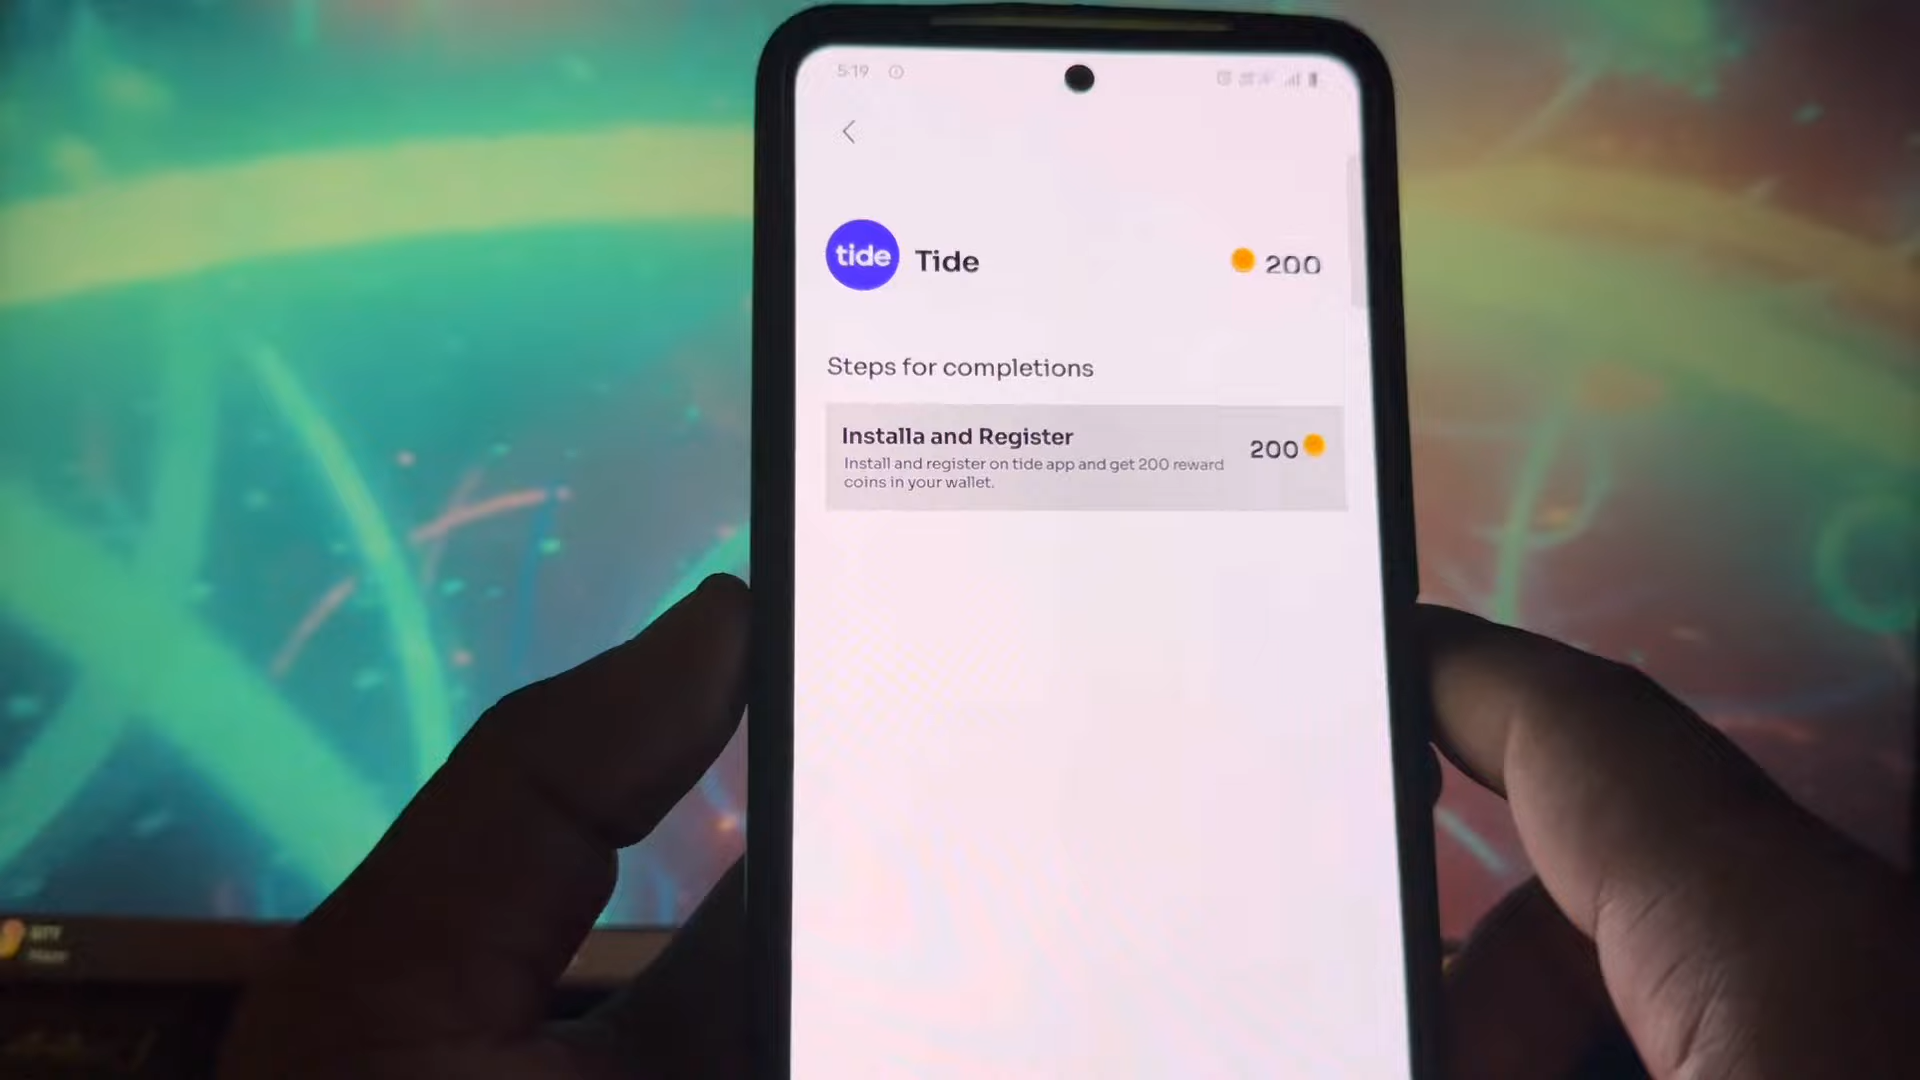 5:19
tide
Tide
200
Steps for completions
Installa and Register
200
Install and register on tide app and get 200 reward
coins in your wallet.